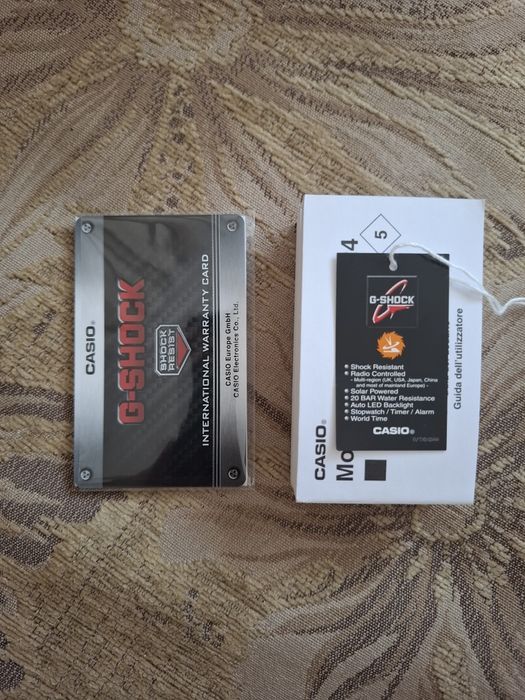 CASIO®
G-SHOCK
SHOCK
RESIST
INTERNATIONAL WARRANTY CARD
CASIO Europe GmbH
CASIO Electronics Co., Ltd.
G-SHOCK
Shock Resistant
Radio Controlled
- Multi-region (UK, USA, Japan, China
and most of mainland Europe) -
Solar Powered
20 BAR Water Resistance
Auto LED Backlight
Stopwatch / Timer / Alarm
World Time
CASIO®
CASIO®
Mo
4
5
Guida dell'utilizzatore